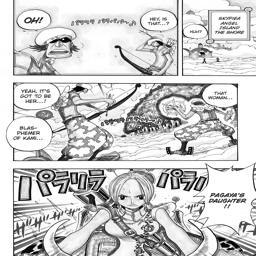 SKYPIEA
ANGEL
ISLAND
THE SHORE
HUH?
HEY, IS
THAT...?
OH!
THAT
WOMAN...
YEAH, IT'S
GOT TO BE
HER...!
BLAS-
PHEMER
OF KAMI...
PAGAYA'S
DAUGHTER
!!
パラリラ
パラ